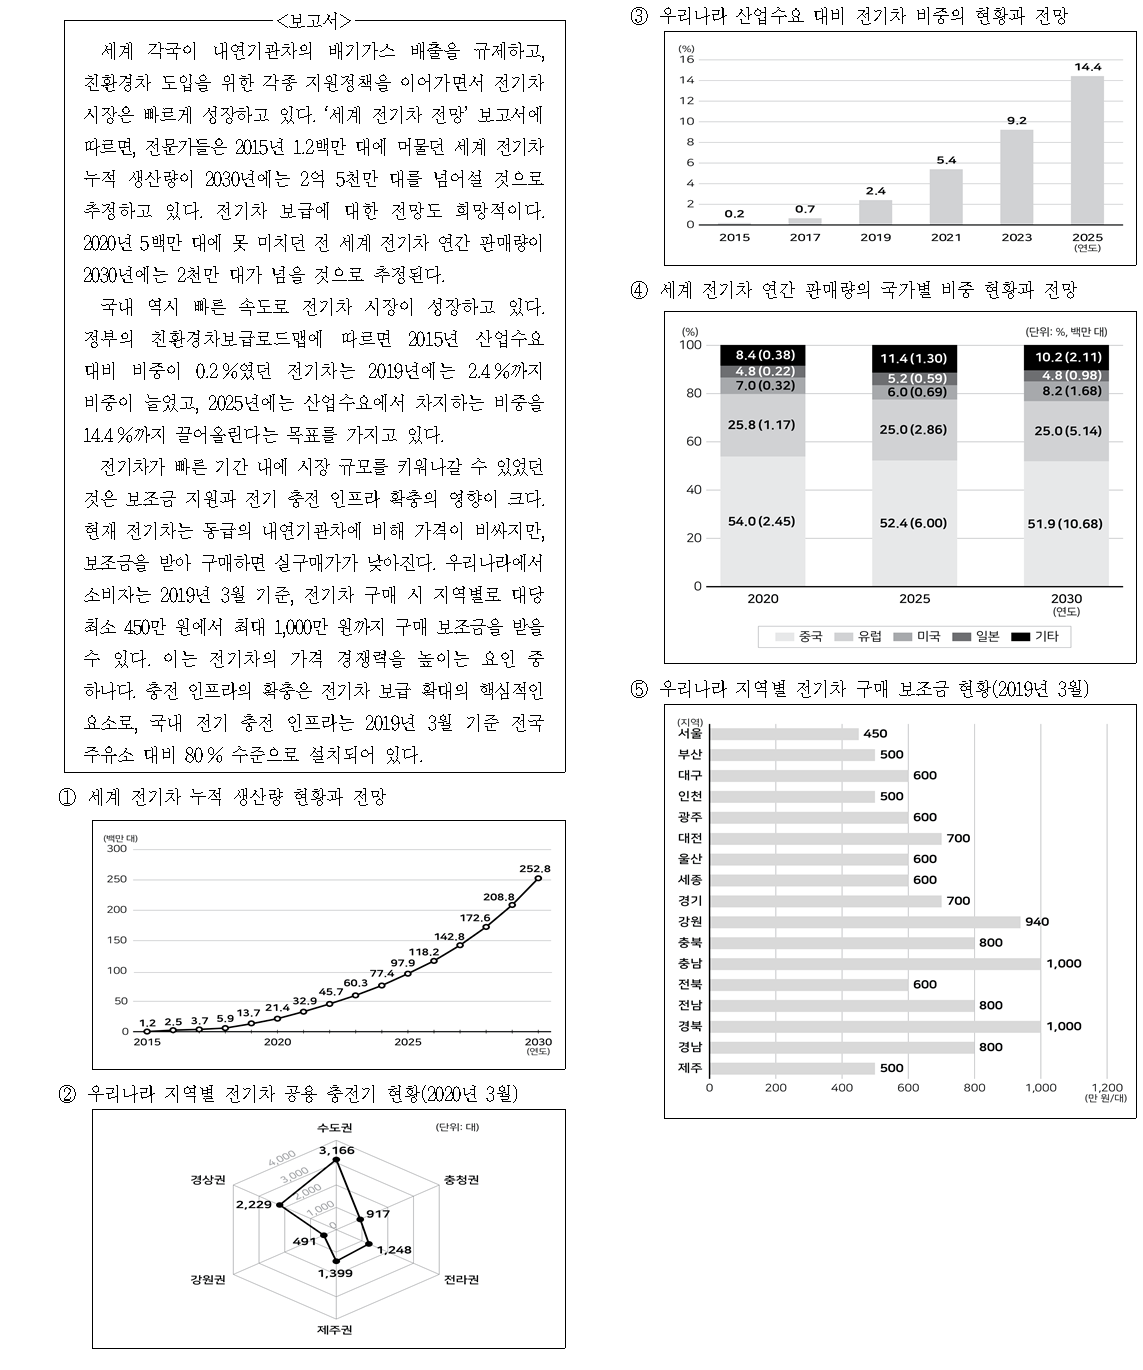 <보고서>
세계 각국이 내연기관차의 배기가스 배출을 규제하고,
친환경차 도입을 위한 각종 지원정책을 이어가면서 전기차
시장은 빠르게 성장하고 있다. ‘세계 전기차 전망’ 보고서에
따르면, 전문가들은 2015년 1.2백만 대에 머물던 세계 전기차
누적 생산량이 2030년에는 2억 5천만 대를 넘어설 것으로
추정하고 있다. 전기차 보급에 대한 전망도 희망적이다.
2020년 5백만 대에 못 미치던 전 세계 전기차 연간 판매량이
2030년에는 2천만 대가 넘을 것으로 추정된다.
국내 역시 빠른 속도로 전기차 시장이 성장하고 있다.
정부의 친환경차보급로드맵에 따르면 2015년 산업수요
대비 비중이 0.2%였던 전기차는 2019년에는 2.4%까지
비중이 늘었고, 2025년에는 산업수요에서 차지하는 비중을
14.4%까지 끌어올린다는 목표를 가지고 있다.
전기차가 빠른 기간 내에 시장 규모를 키워나갈 수 있었던
것은 보조금 지원과 전기 충전 인프라 확충의 영향이 크다.
현재 전기차는 동급의 내연기관차에 비해 가격이 비싸지만,
보조금을 받아 구매하면 실구매가가 낮아진다. 우리나라에서
소비자는 2019년 3월 기준, 전기차 구매 시 지역별로 대당
최소 450만 원에서 최대 1,000만 원까지 구매 보조금을 받을
수 있다. 이는 전기차의 가격 경쟁력을 높이는 요인 중
하나다. 충전 인프라의 확충은 전기차 보급 확대의 핵심적인
요소로, 국내 전기 충전 인프라는 2019년 3월 기준 전국
주유소 대비 80% 수준으로 설치되어 있다.
① 세계 전기차 누적 생산량 현황과 전망
(백만 대)
300
250
200
150
100
50
0
1.2 2.5 3.7 5.9 13.7 21.4 32.9 45.7 60.3 77.4 97.9 118.2 142.8 172.6 208.8 252.8
2015 2020 2025 2030
(연도)
② 우리나라 지역별 전기차 공용 충전기 현황(2020년 3월)
(단위: 대)
수도권
3,166
충청권
917
전라권
1,248
제주권
1,399
강원권
491
경상권
2,229
4,000
3,000
2,000
1,000
0
③ 우리나라 산업수요 대비 전기차 비중의 현황과 전망
(%)
16
14
12
10
8
6
4
2
0
0.2 0.7 2.4 5.4 9.2 14.4
2015 2017 2019 2021 2023 2025
(연도)
④ 세계 전기차 연간 판매량의 국가별 비중 현황과 전망
(%) (단위: %, 백만 대)
100
80
60
40
20
0
8.4(0.38) 11.4(1.30) 10.2(2.11)
4.8(0.22) 5.2(0.59) 4.8(0.98)
7.0(0.32) 6.0(0.69) 8.2(1.68)
25.8(1.17) 25.0(2.86) 25.0(5.14)
54.0(2.45) 52.4(6.00) 51.9(10.68)
2020 2025 2030
(연도)
중국 유럽 미국 일본 기타
⑤ 우리나라 지역별 전기차 구매 보조금 현황(2019년 3월)
(지역)
서울 450
부산 500
대구 600
인천 500
광주 600
대전 700
울산 600
세종 600
경기 700
강원 940
충북 800
충남 1,000
전북 600
전남 800
경북 1,000
경남 800
제주 500
0 200 400 600 800 1,000 1,200
(만 원/대)